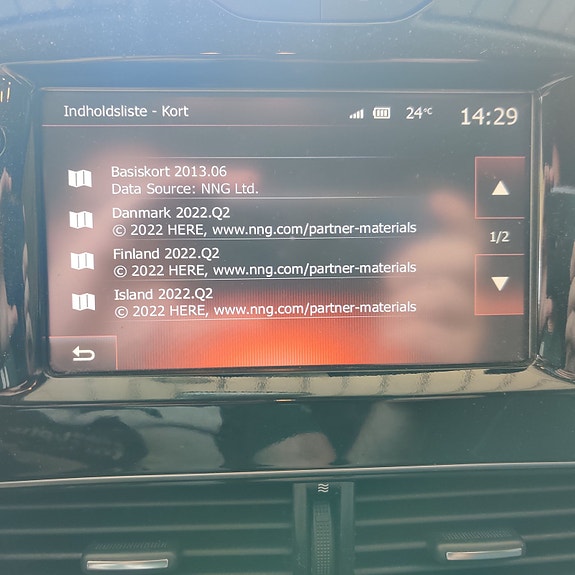 Indholdsliste - Kort
24°C
14:29
Basiskort 2013.06
Data Source: NNG Ltd.
Danmark 2022.Q2
© 2022 HERE, www.nng.com/partner-materials
1/2
Finland 2022.Q2
© 2022 HERE, www.nng.com/partner-materials
Island 2022.Q2
© 2022 HERE, www.nng.com/partner-materials